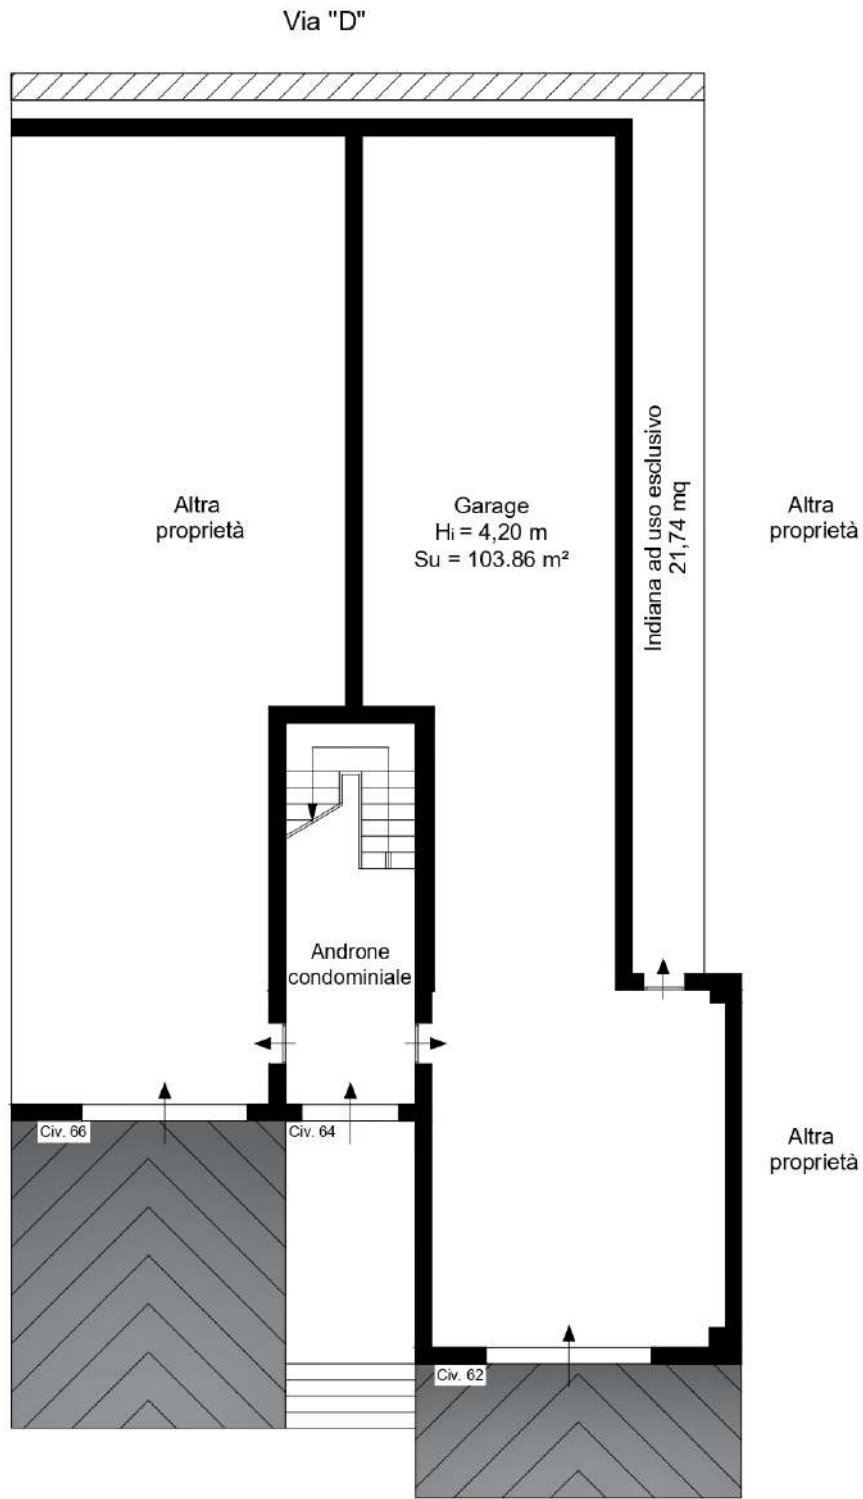 Via "D"
Altra
proprietà
Garage
Hi = 4,20 m
Su = 103.86 m²
Indiana ad uso esclusivo
21,74 mq
Altra
proprietà
Androne
condominiale
Civ. 66
Civ. 64
Altra
proprietà
Civ. 62